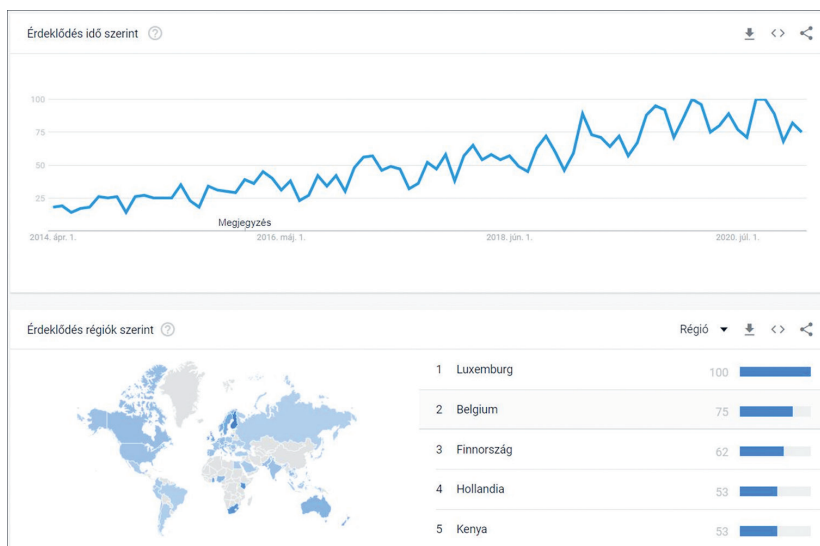 Érdeklődés idő szerint
100
75
50
25
Megjegyzés
2014. ápr. 1.
2016. máj. 1.
2018. jún. 1.
2020. júl. 1.
Érdeklődés régiók szerint
Régió
1 Luxemburg 100
2 Belgium 75
3 Finnország 62
4 Hollandia 53
5 Kenya 53